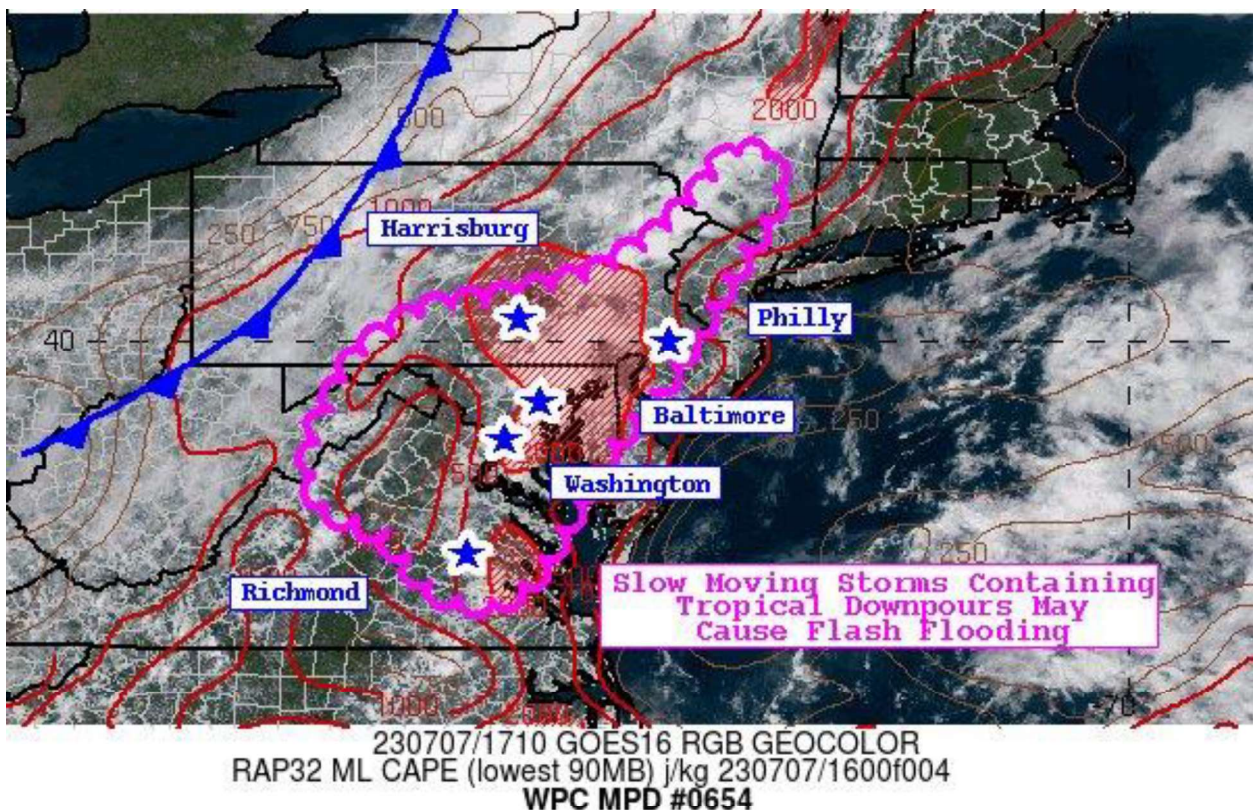 500
2000
1000
250
750
Harrisburg
Philly
40
Baltimore
250
500
1500
Washington
250
Richmond
Slow Moving Storms Containing
Tropical Downpours May
Cause Flash Flooding
1000
2000
-70
230707/1710 GOES16 RGB GEOCOLOR
RAP32 ML CAPE (lowest 90MB) j/kg 230707/1600f004
WPC MPD #0654